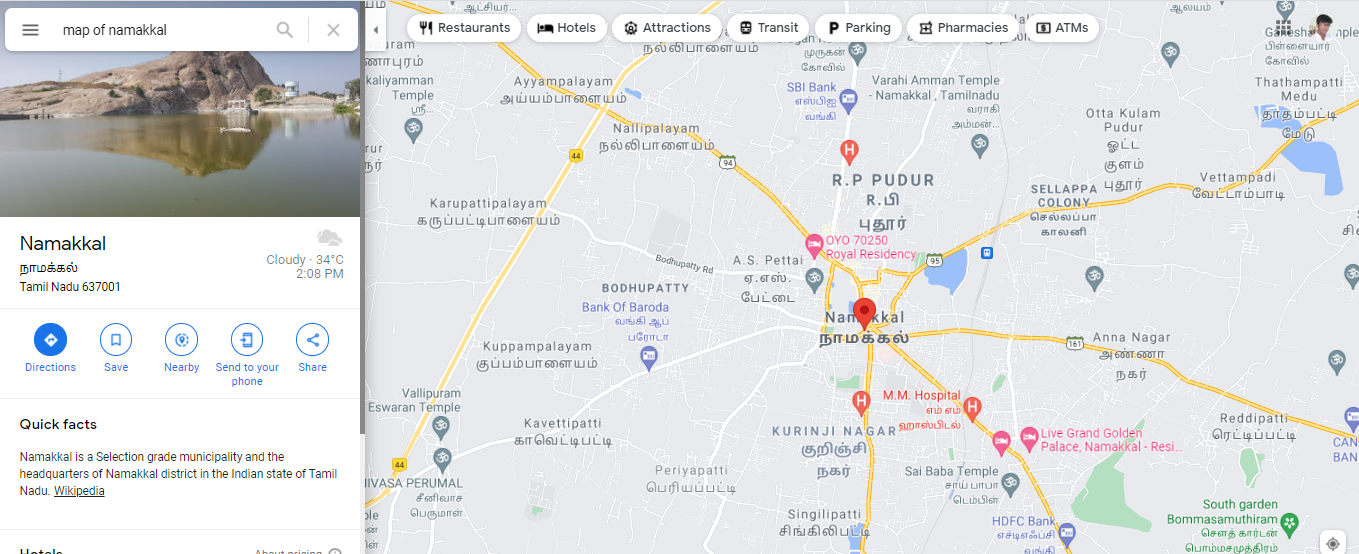 map of namakkal
Namakkal
நாமக்கல்
Tamil Nadu 637001
Cloudy · 34°C
2:08 PM
Directions
Save
Nearby
Send to your
phone
Share
Quick facts
Namakkal is a Selection grade municipality and the
headquarters of Namakkal district in the Indian state of Tamil
Nadu. Wikipedia
Hotels
About pricing
Restaurants
Hotels
Attractions
Transit
Parking
Pharmacies
ATMs
நல்லிபாளையம்
Ayyampalayam
அய்யம்பாளையம்
Temple
ஸ்ரீ...
Nallipalayam
நல்லிபாளையம்
44
94
முருகன்
கோவில்
SBI Bank
எஸ்பிஐ
வங்கி
Varahi Amman Temple
- Namakkal , Tamilnadu
வராகி
அம்மன்...
ஆலயம்
பிள்ளையார்
கோவில்
Thathampatti
Medu
தாதம்பட்டி
மேடு
Otta Kulam
Pudur
ஓட்ட
குளம்
புதூர்
Vettampadi
வேட்டாம்பாடி
R.P PUDUR
R.பி
புதூர்
SELLAPPA
COLONY
செல்லப்பா
காலனி
Karupattipalayam
கருப்பட்டிபாளையம்
OYO 70250
Royal Residency
95
Bodhupatty Rd
A.S. Pettai
ஏ.எஸ்.
பேட்டை
BODHUPATTY
Bank Of Baroda
வங்கி ஆப்
பரோடா
Namakkal
நாமக்கல்
161
Anna Nagar
அண்ணா
நகர்
Kuppampalayam
குப்பம்பாளையம்
Vallipuram
Eswaran Temple
M.M. Hospital
எம் எம்
ஹாஸ்பிடல்
Kavettipatti
காவெட்டிபட்டி
KURINJI NAGAR
குறிஞ்சி
நகர்
Live Grand Golden
Palace, Namakkal - Resi...
Reddipatti
ரெட்டிப்பட்டி
CAN
BAN
44
IVASA PERUMAL
சீனிவாச
பெருமாள்
Periyapatti
பெரியப்பட்டி
Sai Baba Temple
சாய் பாபா
டெம்பிள்
Singilipatti
சிங்கிலிபட்டி
HDFC Bank
எச்டிஎஃப்சி
வங்கி
South garden
Bommasamuthiram
சௌத் கார்டன்
பொம்மசமுத்திரம்